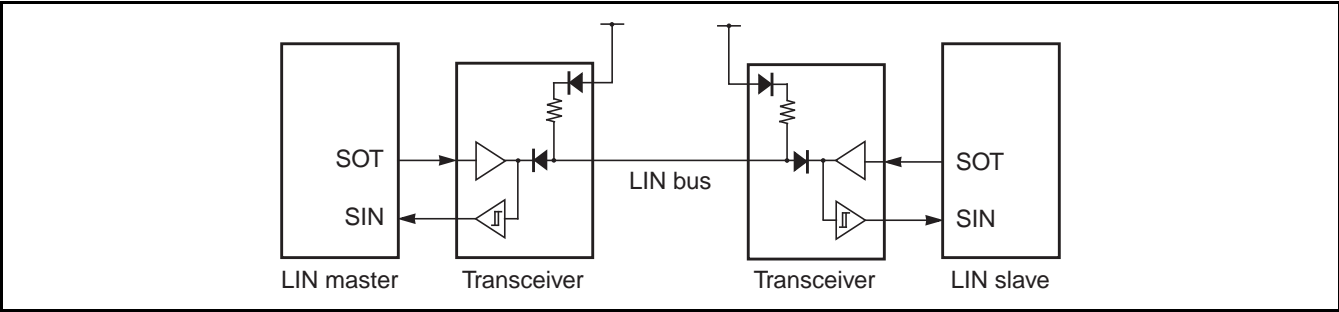 SOT
SIN
LIN master
Transceiver
LIN bus
Transceiver
SOT
SIN
LIN slave